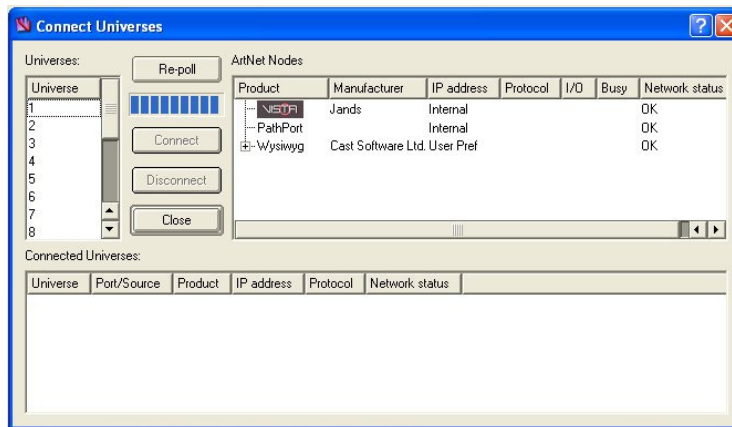 Connect Universes
Universes:
Re-poll
ArtNet Nodes
Universe
Product Manufacturer IP address Protocol I/O Busy Network status
1
VISTA Jands Internal OK
2
PathPort Internal OK
3
Connect
Wysiwyg Cast Software Ltd. User Pref OK
4
5
Disconnect
6
7
Close
8
Connected Universes:
Universe Port/Source Product IP address Protocol Network status